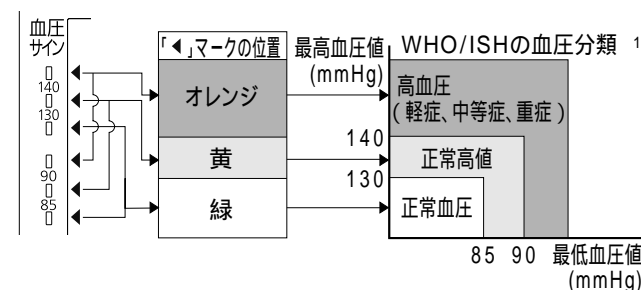 血圧
サイン
140
130
90
85
「◀」マークの位置
オレンジ
黄
緑
最高血圧値
(mmHg)
140
130
WHO/ISHの血圧分類 1
高血圧
(軽症、中等症、重症)
正常高値
正常血圧
85 90 最低血圧値
(mmHg)